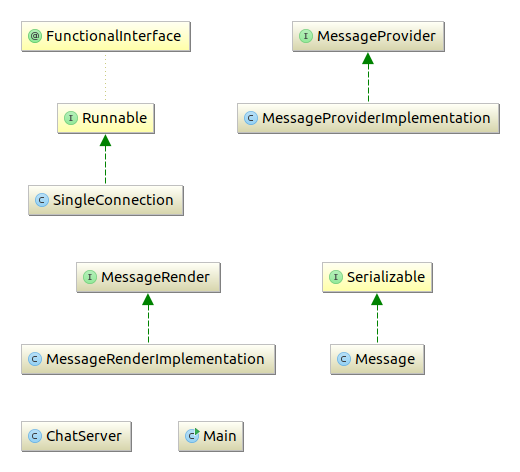 @ FunctionalInterface
I MessageProvider
I Runnable
C MessageProviderImplementation
C SingleConnection
I MessageRender
I Serializable
C MessageRenderImplementation
C Message
C ChatServer
C Main